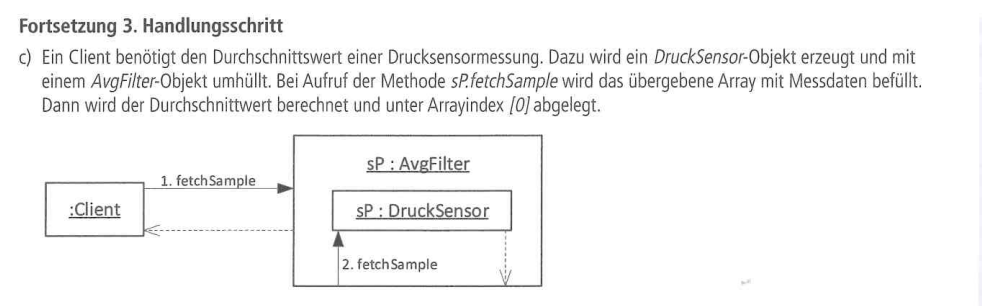 Fortsetzung 3. Handlungsschritt
c) Ein Client benötigt den Durchschnittswert einer Drucksensormessung. Dazu wird ein DruckSensor-Objekt erzeugt und mit
einem AvgFilter-Objekt umhüllt. Bei Aufruf der Methode sP.fetchSample wird das übergebene Array mit Messdaten befüllt.
Dann wird der Durchschnittwert berechnet und unter Arrayindex [0] abgelegt.
sP : AvgFilter
1. fetchSample
:Client
sP : DruckSensor
2. fetchSample